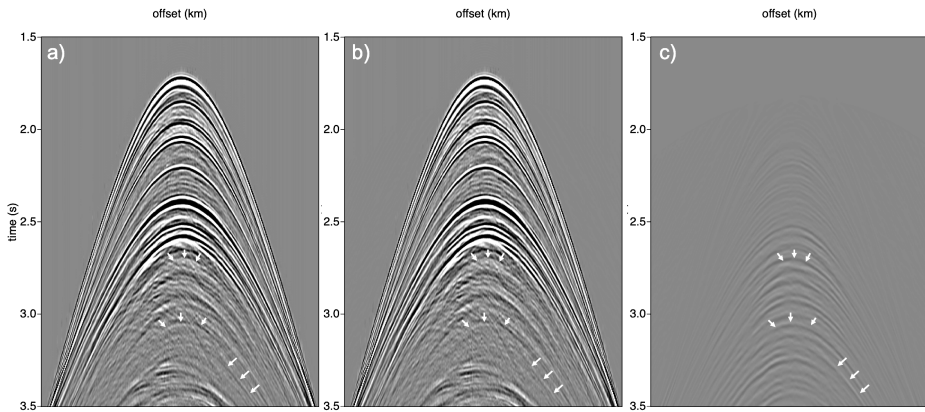 offset (km) offset (km) offset (km)
1.5 a) 1.5 b) 1.5 c)
2.0 2.0 2.0
time (s) 2.5 2.5 2.5
3.0 3.0 3.0
3.5 3.5 3.5